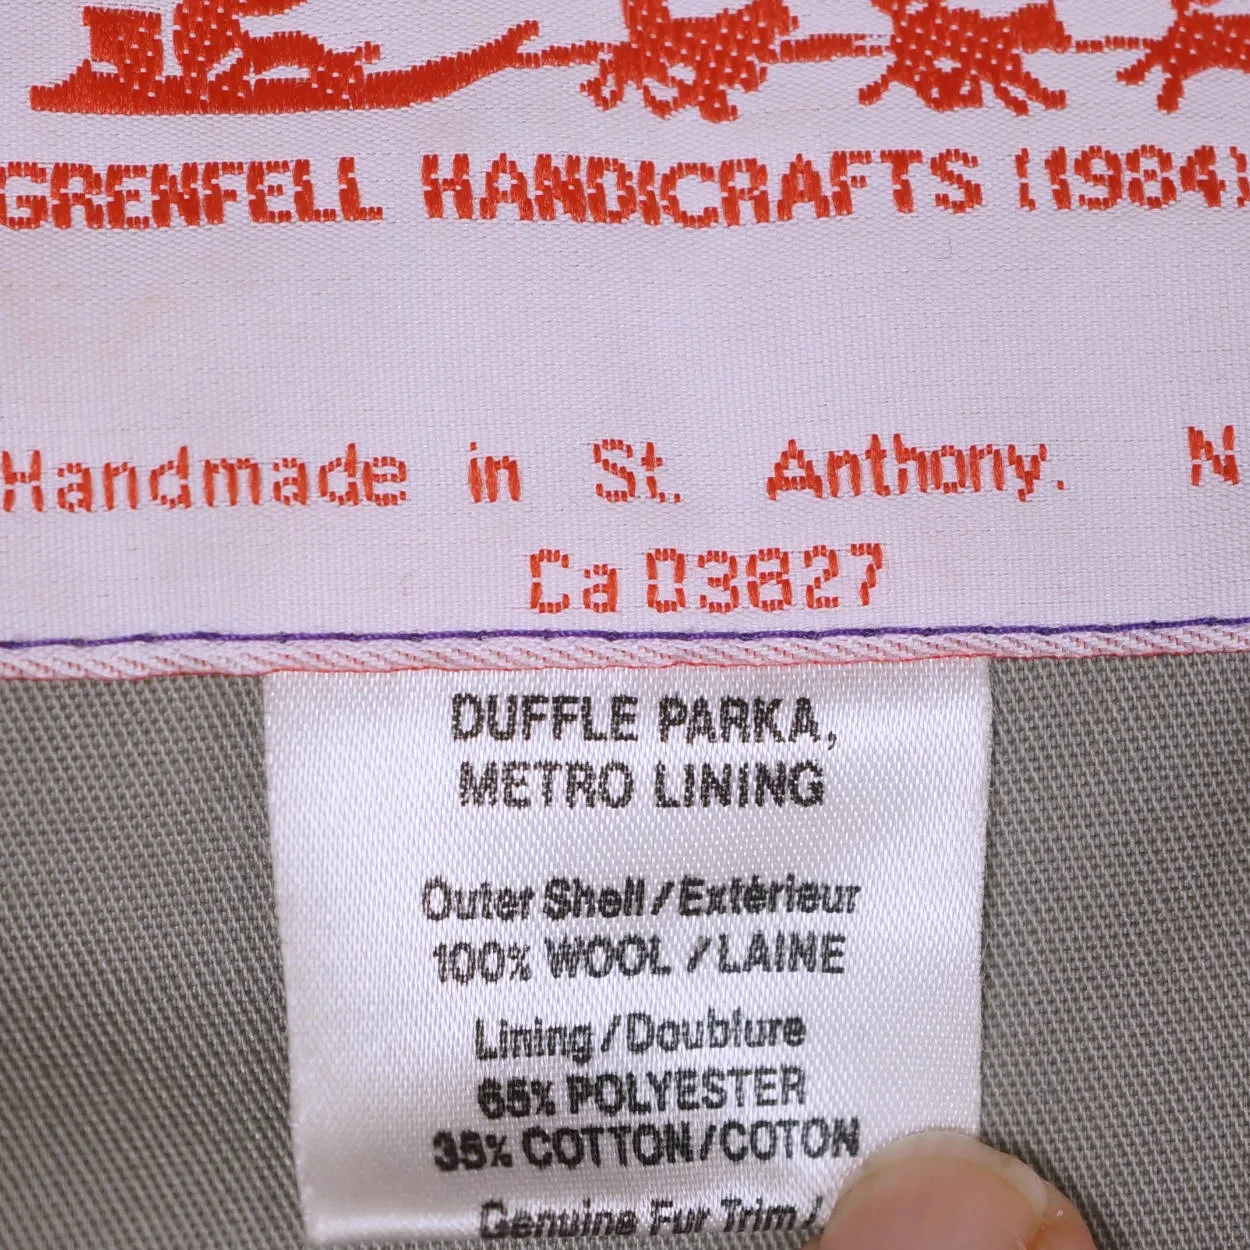 GRENFELL HANDICRAFTS (1984)
Handmade in St. Anthony. N
Ca 03827
DUFFLE PARKA,
METRO LINING
Outer Shell/Extérieur
100% WOOL/LAINE
Lining/Doublure
65% POLYESTER
35% COTTON/COTON
Genuine Fur Trim/